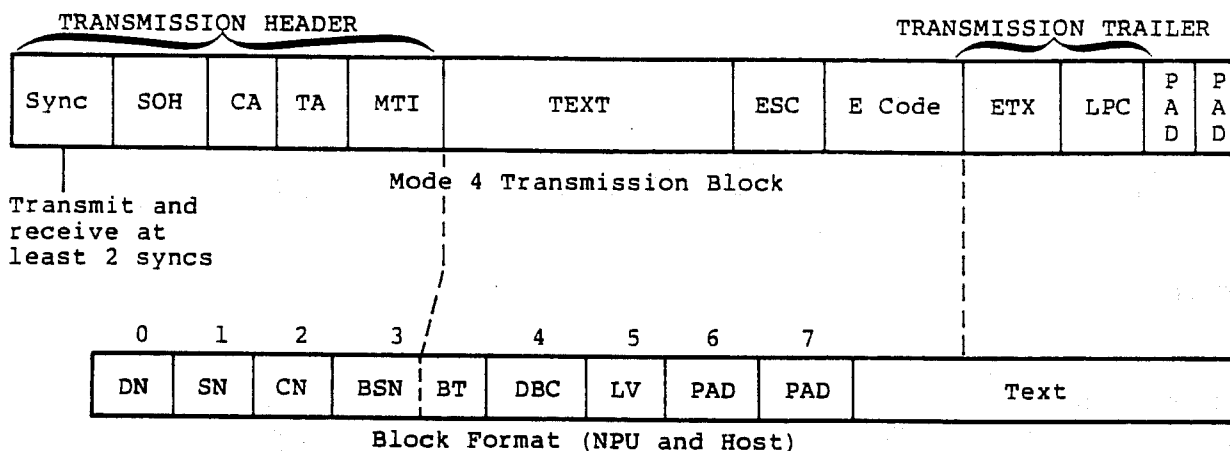 TRANSMISSION HEADER TRANSMISSION TRAILER
Sync SOH CA TA MTI TEXT ESC E Code ETX LPC PAD PAD
Mode 4 Transmission Block
Transmit and
receive at
least 2 syncs
0 1 2 3 4 5 6 7
DN SN CN BSN BT DBC LV PAD PAD Text
Block Format (NPU and Host)